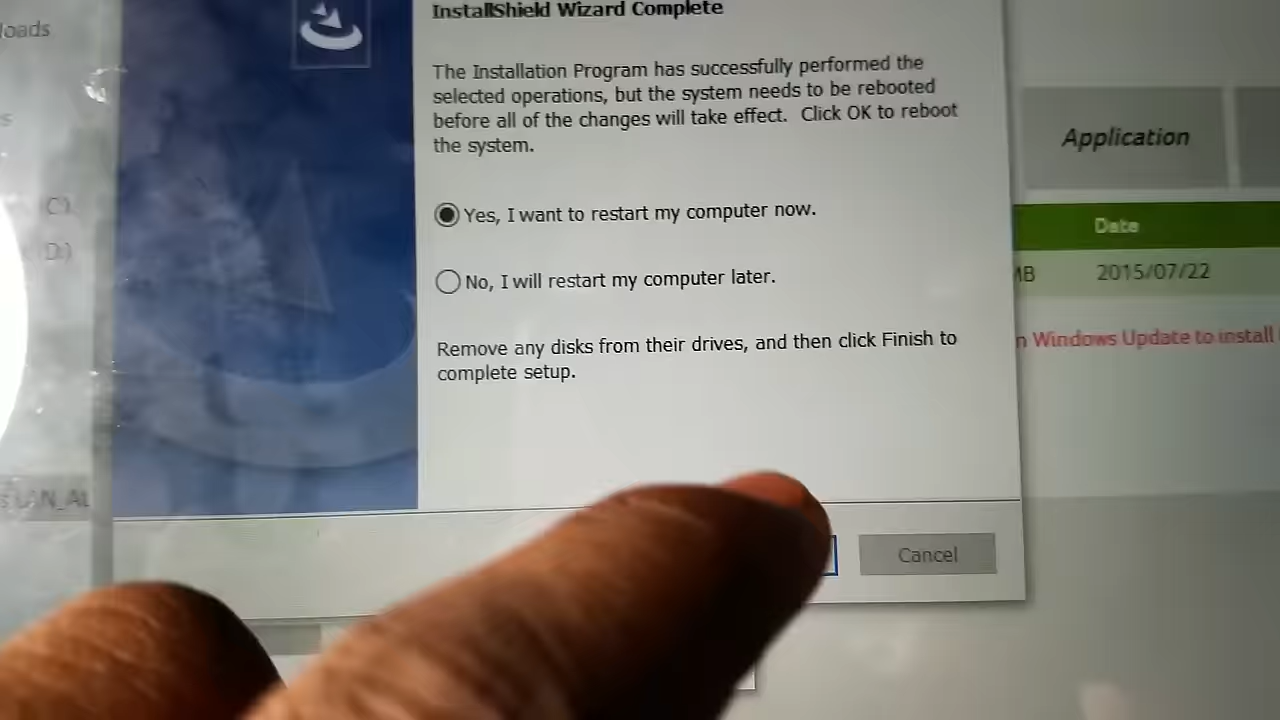 loads
InstallShield Wizard Complete
The Installation Program has successfully performed the
selected operations, but the system needs to be rebooted
before all of the changes will take effect. Click OK to reboot
the system.
Application
C)
Yes, I want to restart my computer now.
Date
D:)
No, I will restart my computer later.
MB 2015/07/22
n Windows Update to install
Remove any disks from their drives, and then click Finish to
complete setup.
LAN_AL
Cancel